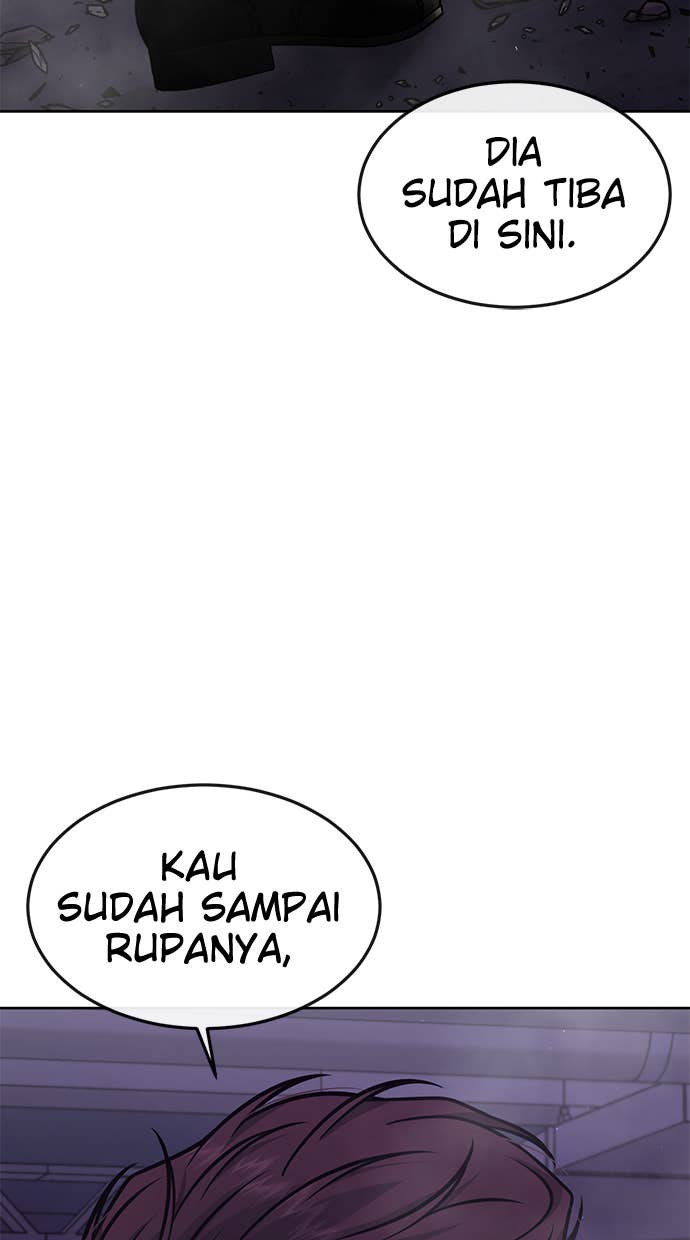 DIA
SUDAH TIBA
DI SINI.
KAU
SUDAH SAMPAI
RUPANYA,